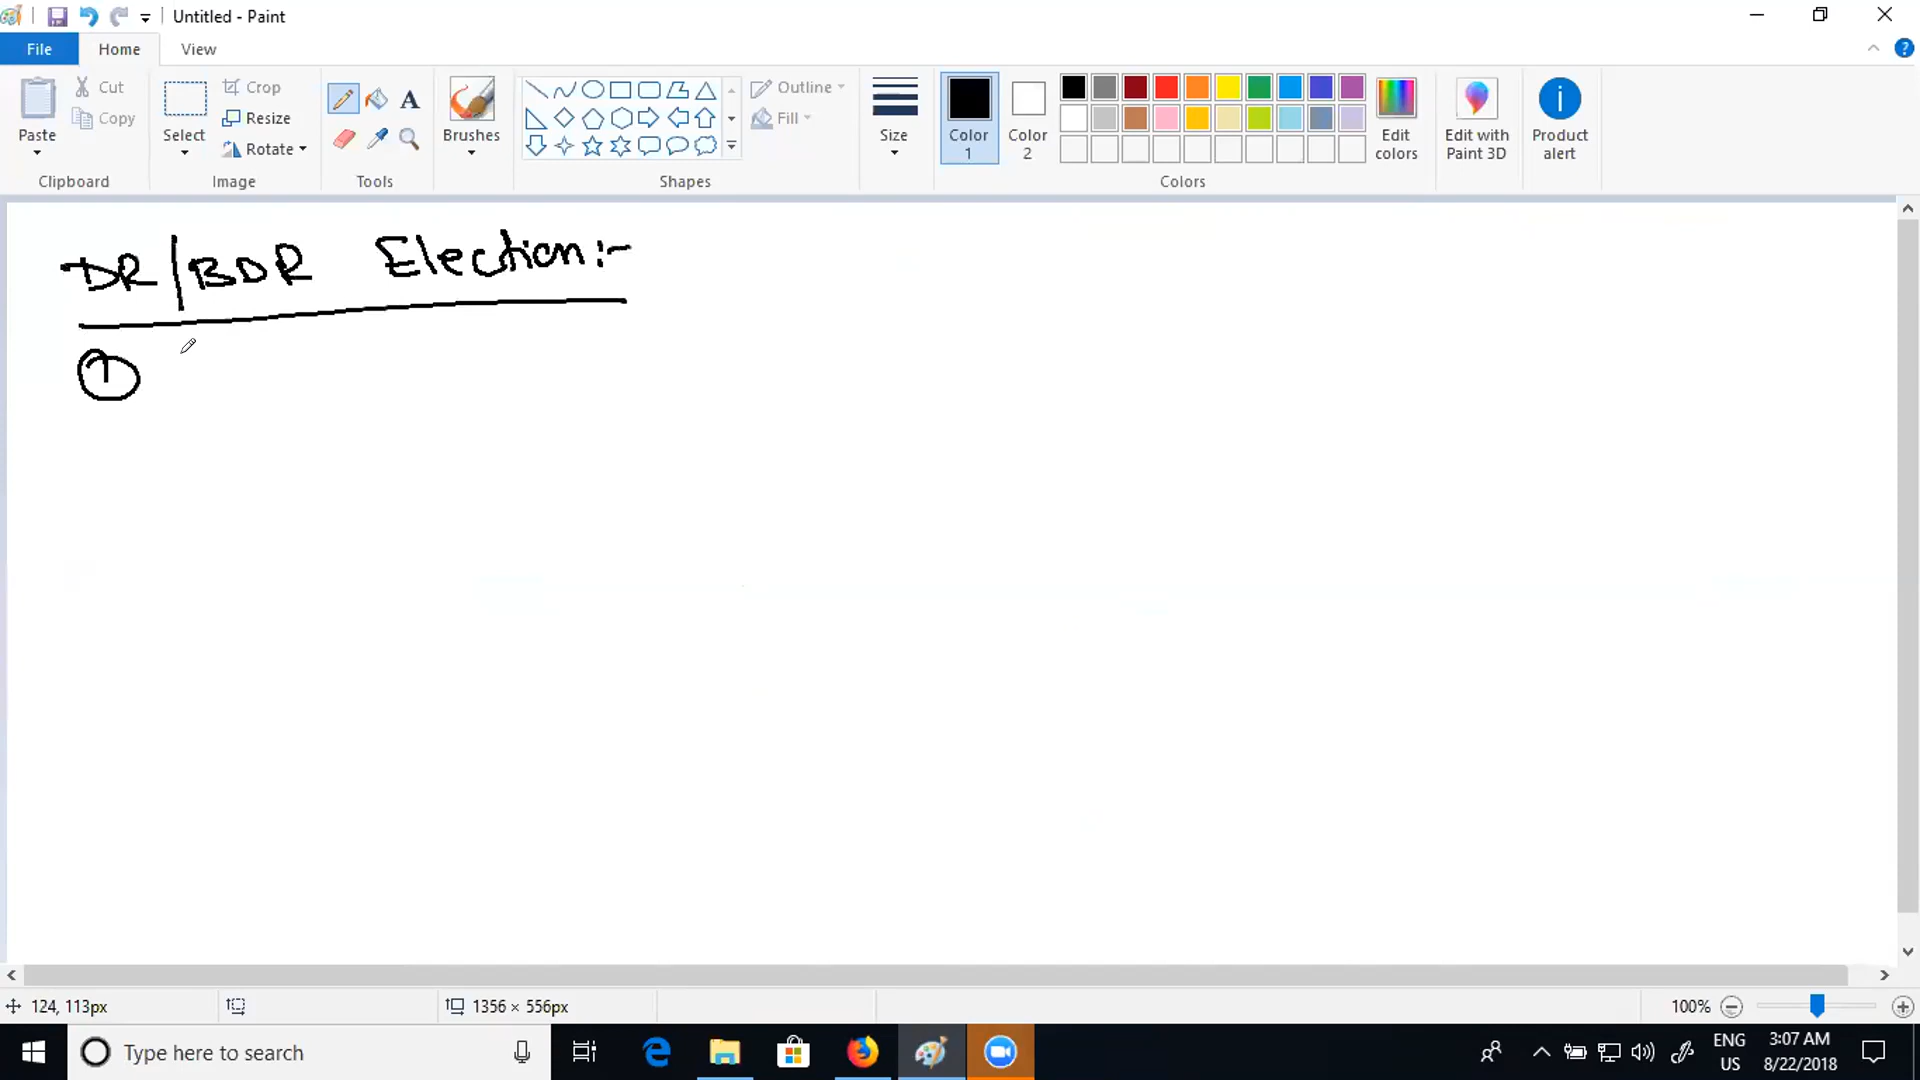 Untitled - Paint
File Home View
Paste Cut Copy Clipboard
Select Crop Resize Rotate Image
Tools
Brushes
Shapes
Outline Fill
Size
Color 1 Color 2 Edit colors Colors
Edit with Paint 3D
Product alert
DR/BDR Election:-
1
124, 113px 1356 × 556px 100%
Type here to search
ENG US
3:07 AM
8/22/2018